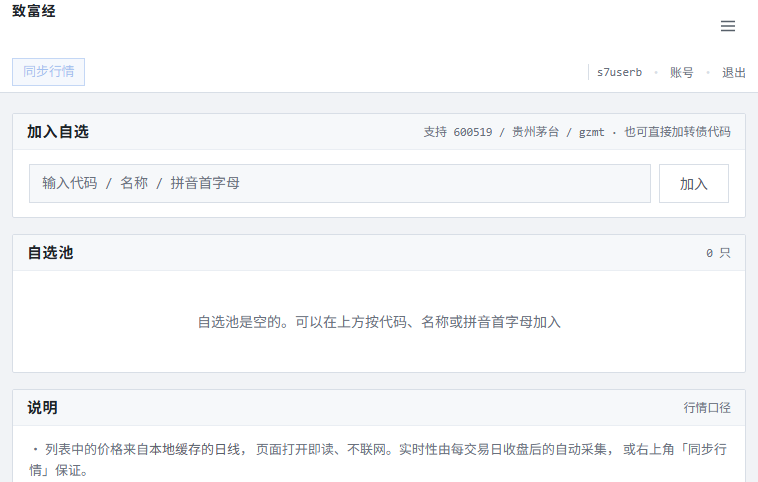 致富经
同步行情
s7userb · 账号 · 退出
加入自选
支持 600519 / 贵州茅台 / gzmt · 也可直接加转债代码
输入代码 / 名称 / 拼音首字母
加入
自选池
0 只
自选池是空的。可以在上方按代码、名称或拼音首字母加入
说明
行情口径
· 列表中的价格来自本地缓存的日线， 页面打开即读、不联网。实时性由每交易日收盘后的自动采集， 或右上角「同步行
情」保证。